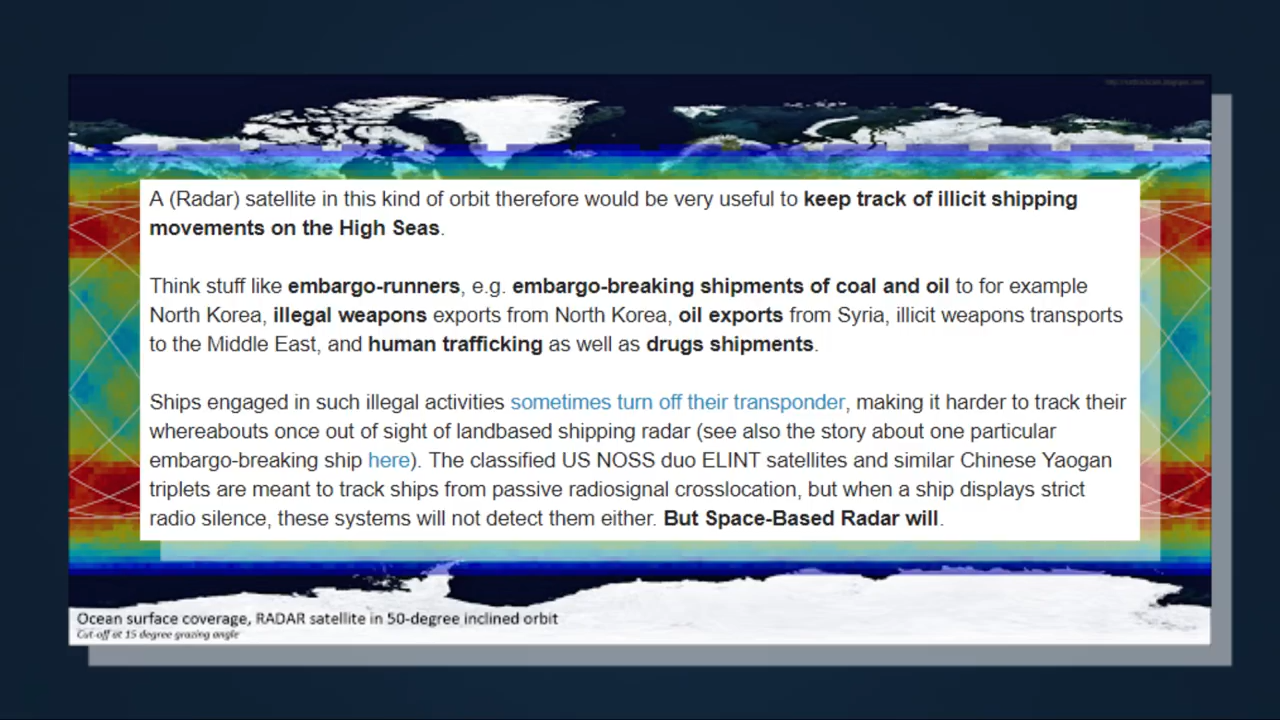 A (Radar) satellite in this kind of orbit therefore would be very useful to keep track of illicit shipping
movements on the High Seas.
Think stuff like embargo-runners, e.g. embargo-breaking shipments of coal and oil to for example
North Korea, illegal weapons exports from North Korea, oil exports from Syria, illicit weapons transports
to the Middle East, and human trafficking as well as drugs shipments.
Ships engaged in such illegal activities sometimes turn off their transponder, making it harder to track their
whereabouts once out of sight of landbased shipping radar (see also the story about one particular
embargo-breaking ship here). The classified US NOSS duo ELINT satellites and similar Chinese Yaogan
triplets are meant to track ships from passive radiosignal crosslocation, but when a ship displays strict
radio silence, these systems will not detect them either. But Space-Based Radar will.
Ocean surface coverage, RADAR satellite in 50-degree inclined orbit
Cut-off at 15 degree grazing angle